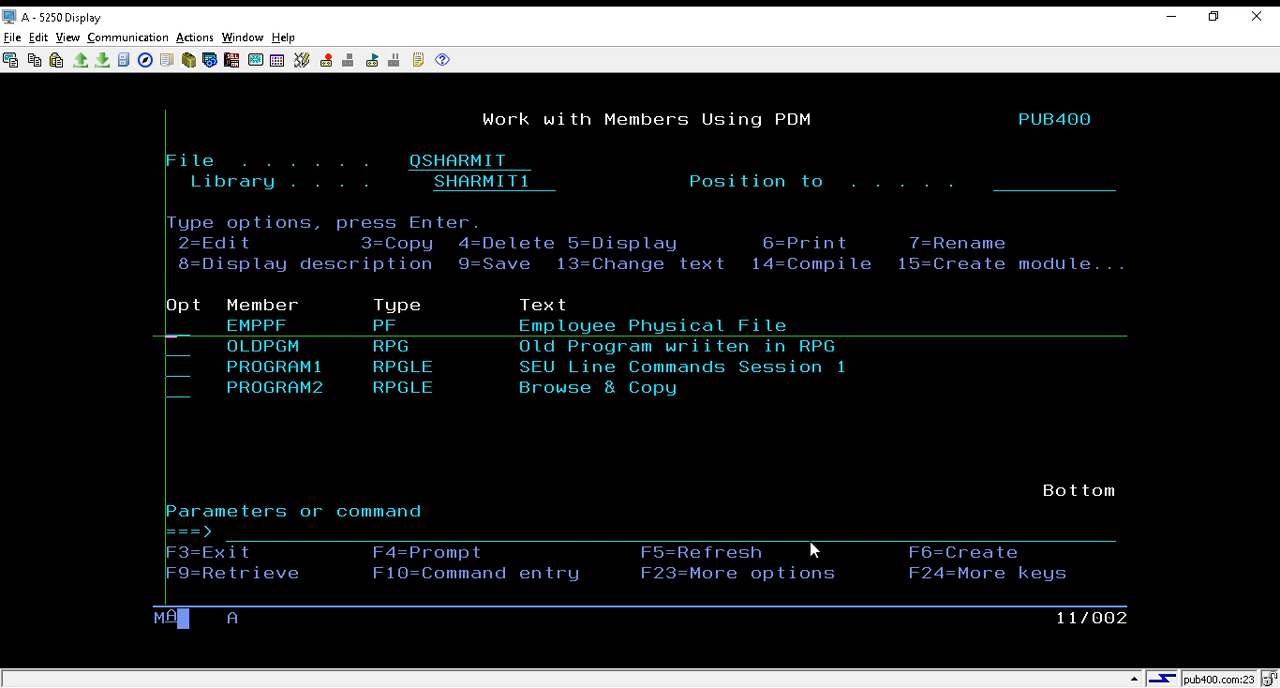 A - 5250 Display
File Edit View Communication Actions Window Help
Work with Members Using PDM PUB400
File . . . . . . QSHARMIT
Library . . . . SHARMIT1 Position to . . . . .
Type options, press Enter.
2=Edit 3=Copy 4=Delete 5=Display 6=Print 7=Rename
8=Display description 9=Save 13=Change text 14=Compile 15=Create module...
Opt Member Type Text
EMPPF PF Employee Physical File
OLDPGM RPG Old Program wriiten in RPG
PROGRAM1 RPGLE SEU Line Commands Session 1
PROGRAM2 RPGLE Browse & Copy
Bottom
Parameters or command
===>
F3=Exit F4=Prompt F5=Refresh F6=Create
F9=Retrieve F10=Command entry F23=More options F24=More keys
MA A 11/002
pub400.com:23